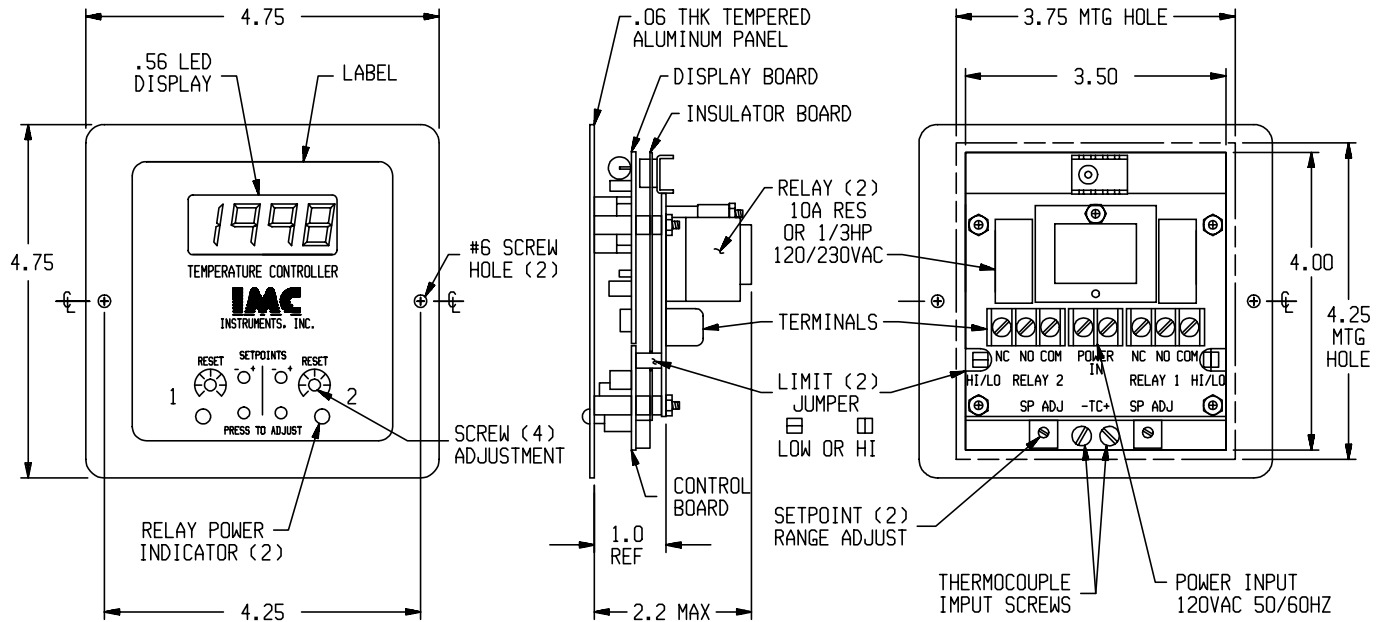 4.75
.56 LED
DISPLAY
LABEL
4.75
1998
TEMPERATURE CONTROLLER
IMC
INSTRUMENTS, INC.
RESET
SETPOINTS
RESET
- +
- +
1
2
PRESS TO ADJUST
#6 SCREW
HOLE (2)
SCREW (4)
ADJUSTMENT
RELAY POWER
INDICATOR (2)
4.25
.06 THK TEMPERED
ALUMINUM PANEL
DISPLAY BOARD
INSULATOR BOARD
RELAY (2)
10A RES
OR 1/3HP
120/230VAC
TERMINALS
LIMIT (2)
JUMPER
LOW OR HI
CONTROL
BOARD
1.0
REF
2.2 MAX
3.75 MTG HOLE
3.50
4.00
4.25
MTG
HOLE
NC NO COM
POWER
IN
NC NO COM
HI/LO
RELAY 2
RELAY 1
HI/LO
SP ADJ
-TC+
SP ADJ
SETPOINT (2)
RANGE ADJUST
THERMOCOUPLE
IMPUT SCREWS
POWER INPUT
120VAC 50/60HZ